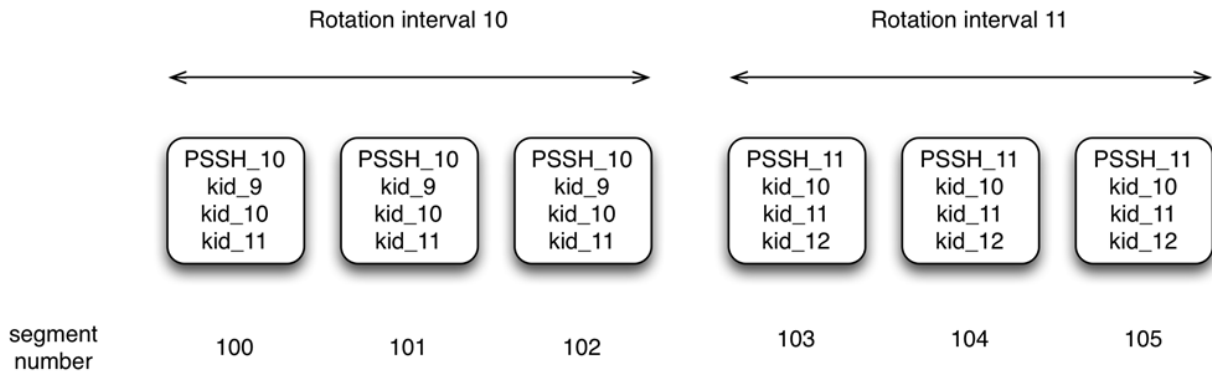 Rotation interval 10
Rotation interval 11
PSSH_10
kid_9
kid_10
kid_11
PSSH_10
kid_9
kid_10
kid_11
PSSH_10
kid_9
kid_10
kid_11
PSSH_11
kid_10
kid_11
kid_12
PSSH_11
kid_10
kid_11
kid_12
PSSH_11
kid_10
kid_11
kid_12
segment
number
100
101
102
103
104
105